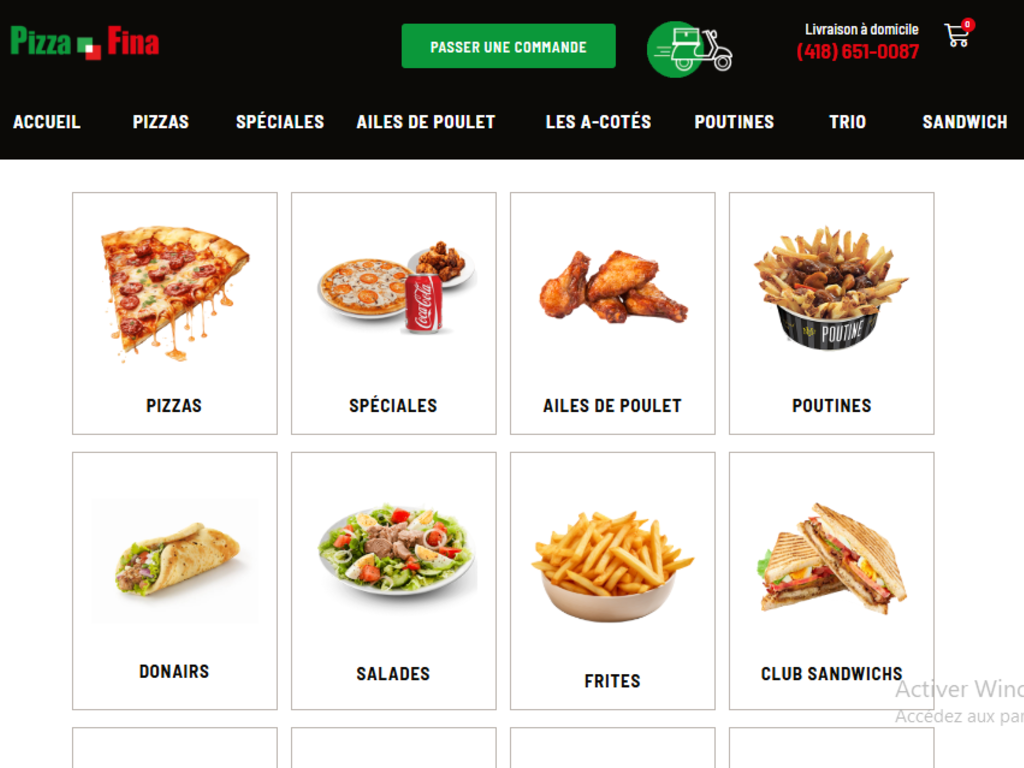 Pizza Fina
PASSER UNE COMMANDE
Livraison à domicile
(418) 651-0087
0
ACCUEIL PIZZAS SPÉCIALES AILES DE POULET LES A-COTÉS POUTINES TRIO SANDWICH
Coca-Cola
POUTINE
PIZZAS SPÉCIALES AILES DE POULET POUTINES
DONAIRS SALADES FRITES CLUB SANDWICHS
Activer Wind
Accédez aux par